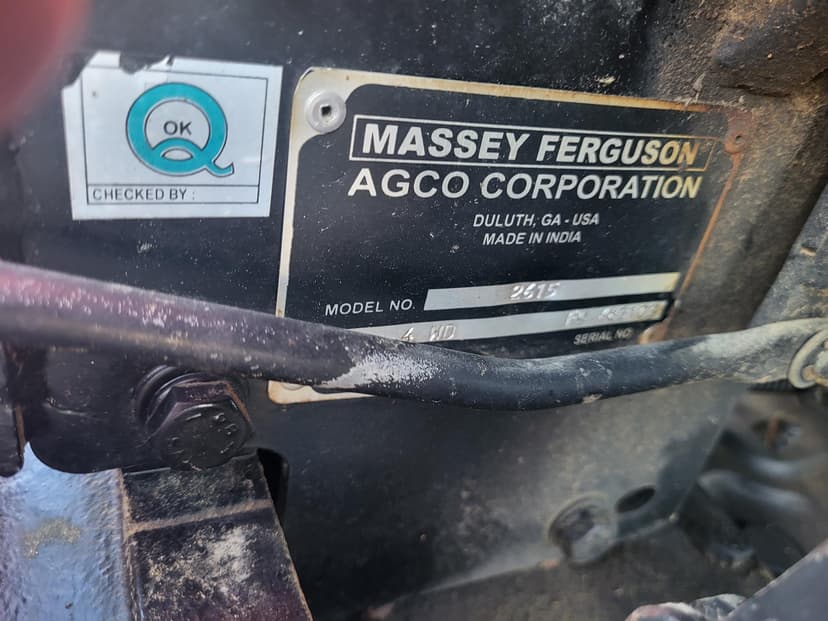 OK
CHECKED BY :
MASSEY FERGUSON
AGCO CORPORATION
DULUTH, GA - USA
MADE IN INDIA
MODEL NO. 2615
4 WD
SERIAL NO.